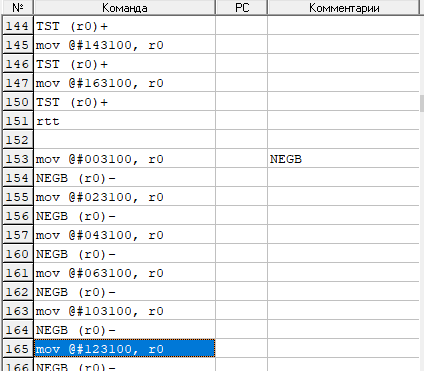 № Команда PC Комментарии
144 TST (r0)+
145 mov @#143100, r0
146 TST (r0)+
147 mov @#163100, r0
150 TST (r0)+
151 rtt
152
153 mov @#003100, r0 NEGB
154 NEGB (r0)-
155 mov @#023100, r0
156 NEGB (r0)-
157 mov @#043100, r0
160 NEGB (r0)-
161 mov @#063100, r0
162 NEGB (r0)-
163 mov @#103100, r0
164 NEGB (r0)-
165 mov @#123100, r0
166 NEGB (r0)-